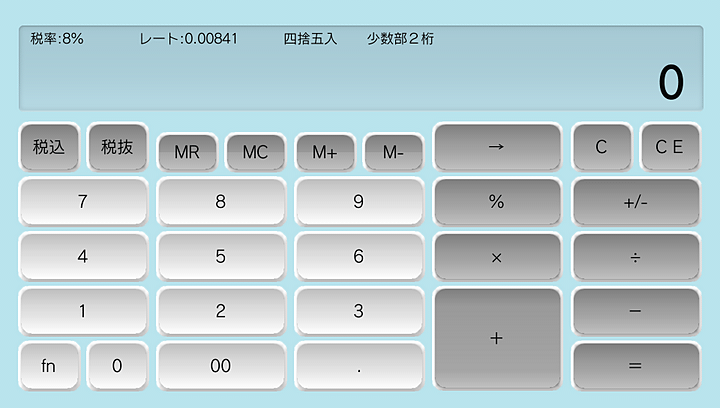 税率:8% レート:0.00841 四捨五入 少数部２桁
0
税込 税抜 MR MC M+ M- → C C E
7 8 9 % +/-
4 5 6 × ÷
1 2 3 + −
fn 0 00 . =